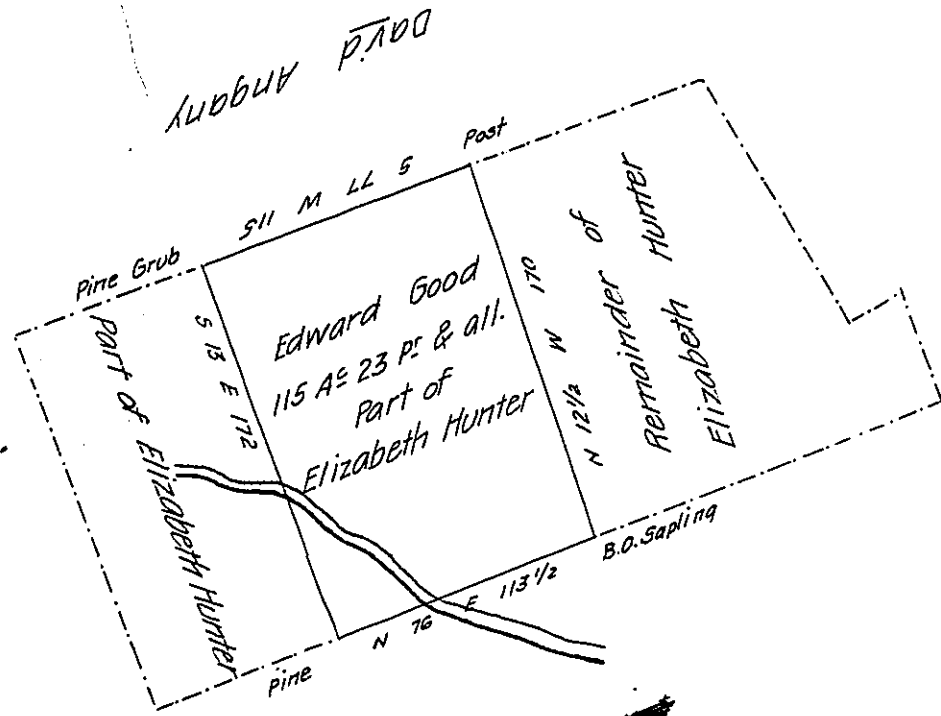 David
Angany
Post
S 77 W 115
Pine Grub
S 13 E 172
Edward Good
115 Ac 23 Pr & all.
Part of
Elizabeth Hunter
N 12½ W 170
Remainder of
Elizabeth Hunter
Part of Elizabeth Hunter
N 76 E 113½
B.O. Sapling
Pine